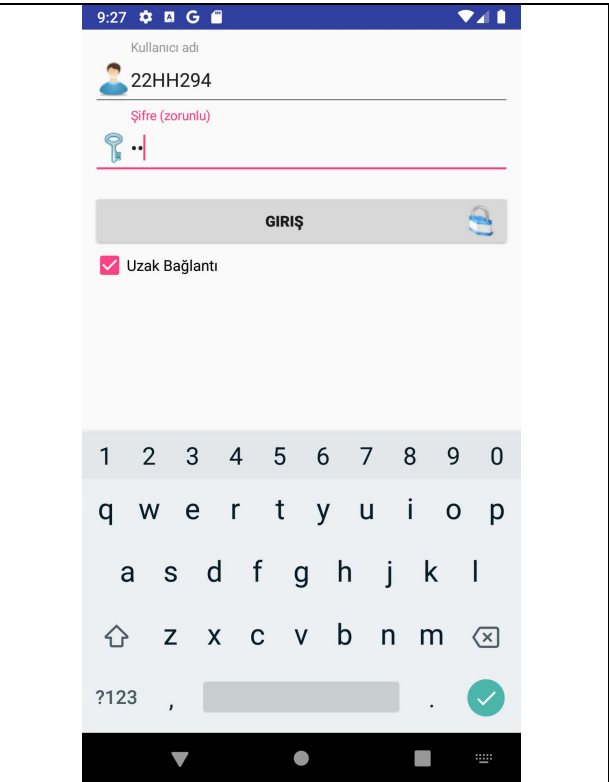 9:27 A G
Kullanıcı adı
22HH294
Şifre (zorunlu)
••
GIRIŞ
Uzak Bağlantı
1 2 3 4 5 6 7 8 9 0
q w e r t y u i o p
a s d f g h j k l
z x c v b n m
?123 , .